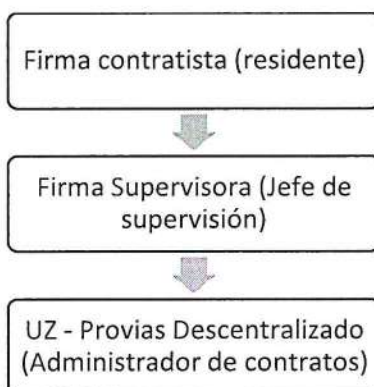 Firma contratista (residente)
Firma Supervisora (Jefe de
supervisión)
UZ - Provias Descentralizado
(Administrador de contratos)